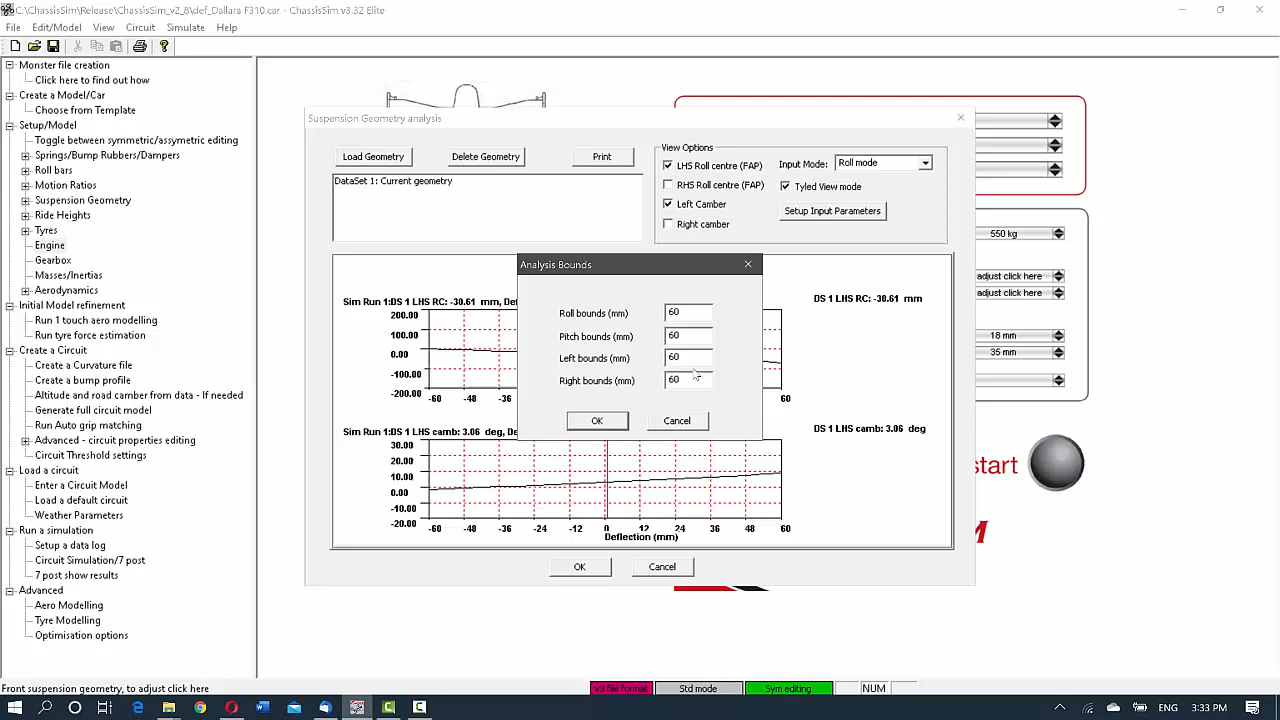 C:\ChassisSim\Release\ChassisSim_v2_8\def_Dallara F310.car - ChassisSim v3.32 Elite
File Edit/Model View Circuit Simulate Help
Monster file creation
Click here to find out how
Create a Model/Car
Choose from Template
Setup/Model
Toggle between symmetric/assymetric editing
Springs/Bump Rubbers/Dampers
Roll bars
Motion Ratios
Suspension Geometry
Ride Heights
Tyres
Engine
Gearbox
Masses/Inertias
Aerodynamics
Initial Model refinement
Run 1 touch aero modelling
Run tyre force estimation
Create a Circuit
Create a Curvature file
Create a bump profile
Altitude and road camber from data - If needed
Generate full circuit model
Run Auto grip matching
Advanced - circuit properties editing
Circuit Threshold settings
Load a circuit
Enter a Circuit Model
Load a default circuit
Weather Parameters
Run a simulation
Setup a data log
Circuit Simulation/7 post
7 post show results
Advanced
Aero Modelling
Tyre Modelling
Optimisation options
Suspension Geometry analysis
Load Geometry Delete Geometry Print
DataSet 1: Current geometry
View Options
LHS Roll centre (FAP) Input Mode: Roll mode
RHS Roll centre (FAP) Tyled View mode
Left Camber
Right camber
Setup Input Parameters
Analysis Bounds
Roll bounds (mm) 60
Pitch bounds (mm) 60
Left bounds (mm) 60
Right bounds (mm) 60
OK Cancel
Sim Run 1:DS 1 LHS RC: -30.61 mm, De
DS 1 LHS RC: -30.61 mm
200.00
100.00
0.00
-100.00
-200.00
-60 -48 -36 -24 60
Sim Run 1:DS 1 LHS camb: 3.06 deg, De
DS 1 LHS camb: 3.06 deg
30.00
20.00
10.00
0.00
-10.00
-20.00
-60 -48 -36 -24 -12 0 12 24 36 48 60
Deflection (mm)
OK Cancel
550 kg
adjust click here
adjust click here
18 mm
35 mm
start
M
Front suspension geometry, to adjust click here
v3 file format Std mode Sym editing NUM
ENG 3:33 PM